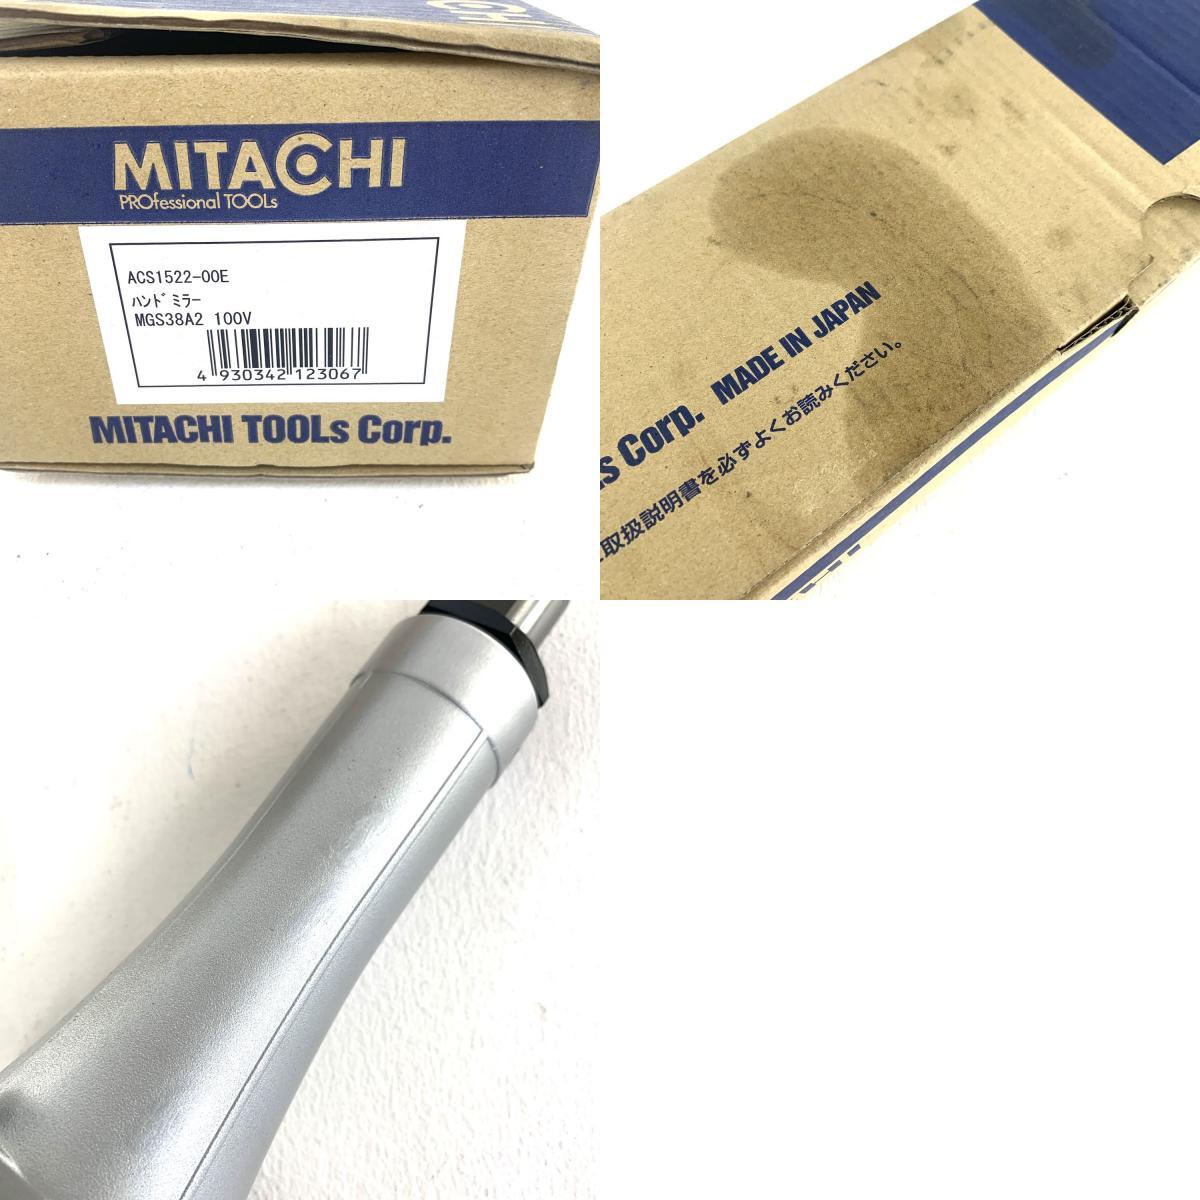 CHI
MITACHI
PROfessional TOOLs
ACS1522-00E
ﾊﾝﾄﾞﾐﾗｰ
MGS38A2 100V
4 930342 123067
MITACHI TOOLs Corp.
Ls Corp. MADE IN JAPAN
取扱説明書を必ずよくお読みください。